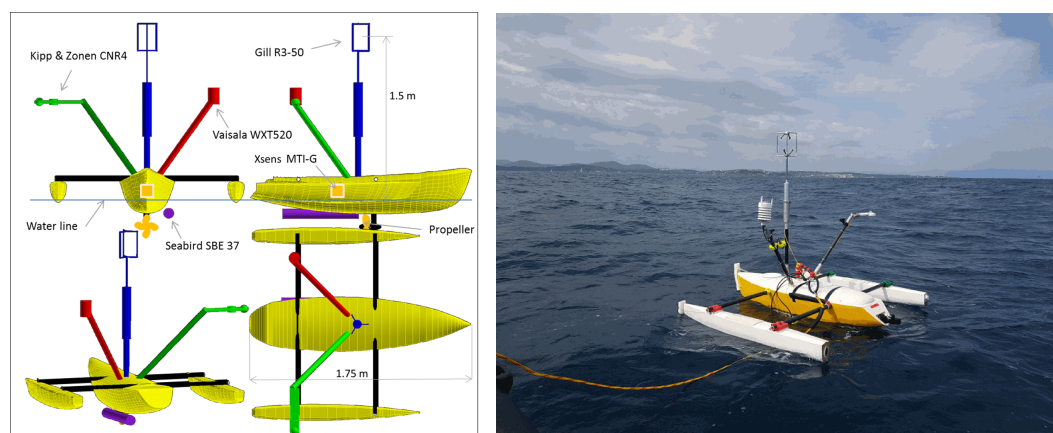 Kipp & Zonen CNR4
Gill R3-50
1.5 m
Vaisala WXT520
Xsens MTI-G
Water line
Seabird SBE 37
Propeller
1.75 m